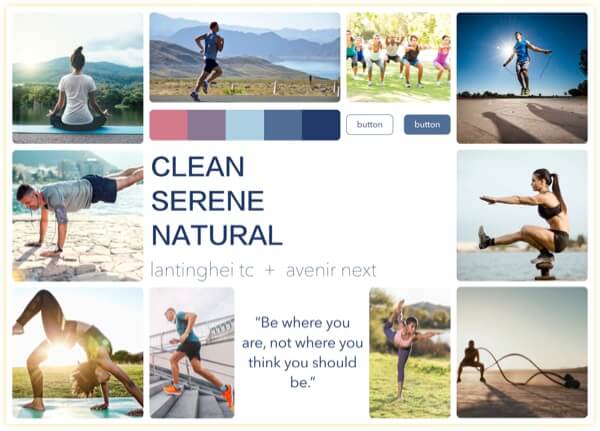 button
button
CLEAN
SERENE
NATURAL
lantinghei tc + avenir next
“Be where you
are, not where you
think you should
be.”